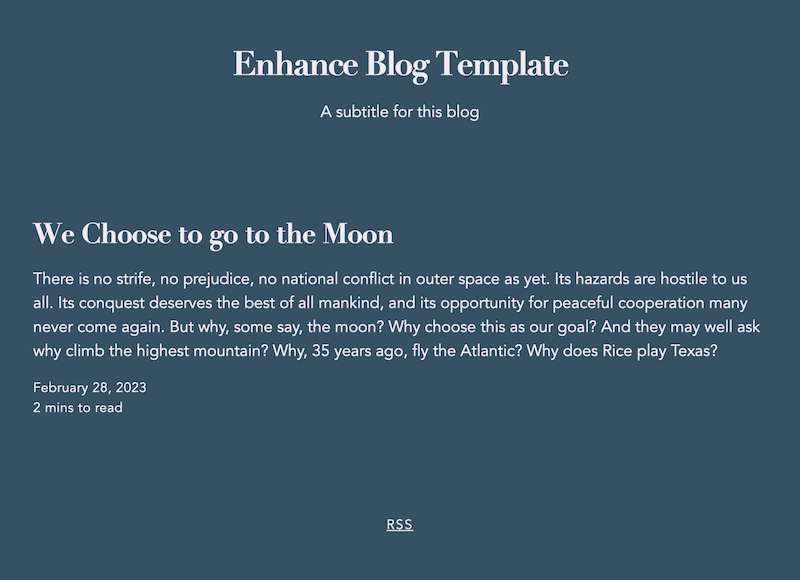 Enhance Blog Template
A subtitle for this blog
We Choose to go to the Moon
There is no strife, no prejudice, no national conflict in outer space as yet. Its hazards are hostile to us
all. Its conquest deserves the best of all mankind, and its opportunity for peaceful cooperation many
never come again. But why, some say, the moon? Why choose this as our goal? And they may well ask
why climb the highest mountain? Why, 35 years ago, fly the Atlantic? Why does Rice play Texas?
February 28, 2023
2 mins to read
RSS